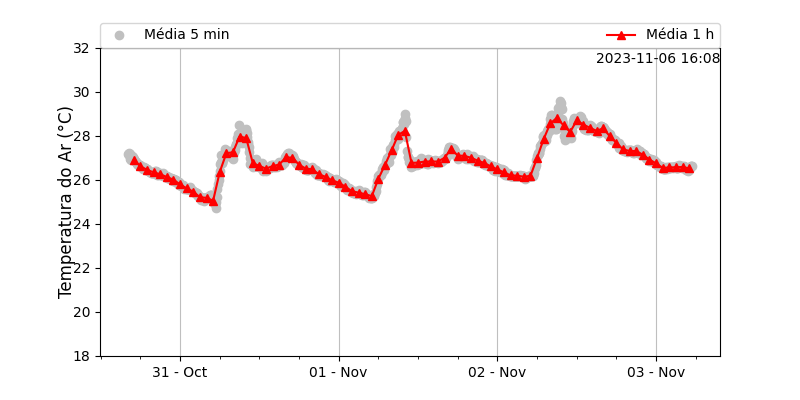 Média 5 min
Média 1 h
2023-11-06 16:08
Temperatura do Ar (°C)
32
30
28
26
24
22
20
18
31 - Oct
01 - Nov
02 - Nov
03 - Nov